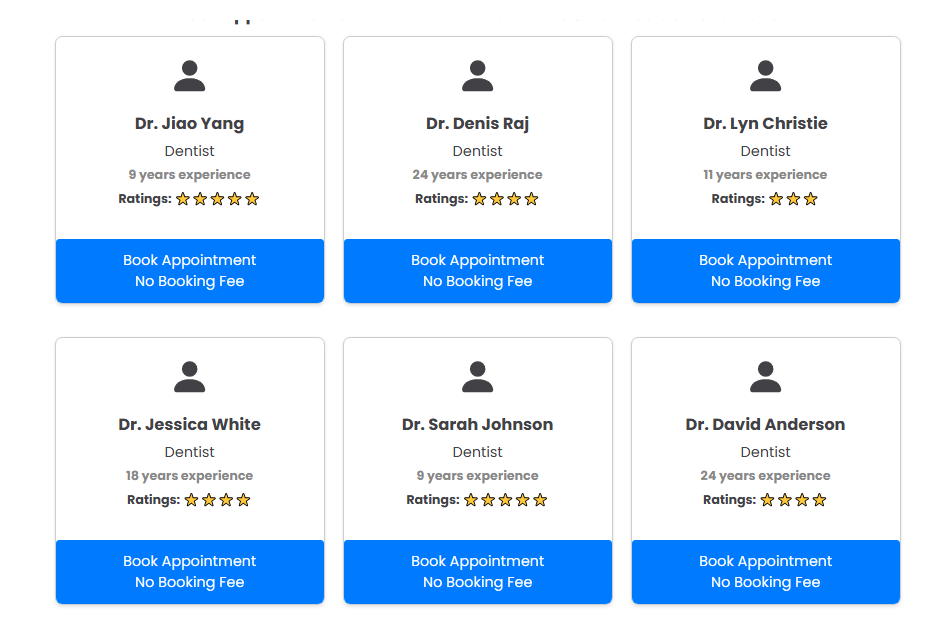 Dr. Jiao Yang
Dentist
9 years experience
Ratings:
Book Appointment
No Booking Fee
Dr. Denis Raj
Dentist
24 years experience
Ratings:
Book Appointment
No Booking Fee
Dr. Lyn Christie
Dentist
11 years experience
Ratings:
Book Appointment
No Booking Fee
Dr. Jessica White
Dentist
18 years experience
Ratings:
Book Appointment
No Booking Fee
Dr. Sarah Johnson
Dentist
9 years experience
Ratings:
Book Appointment
No Booking Fee
Dr. David Anderson
Dentist
24 years experience
Ratings:
Book Appointment
No Booking Fee